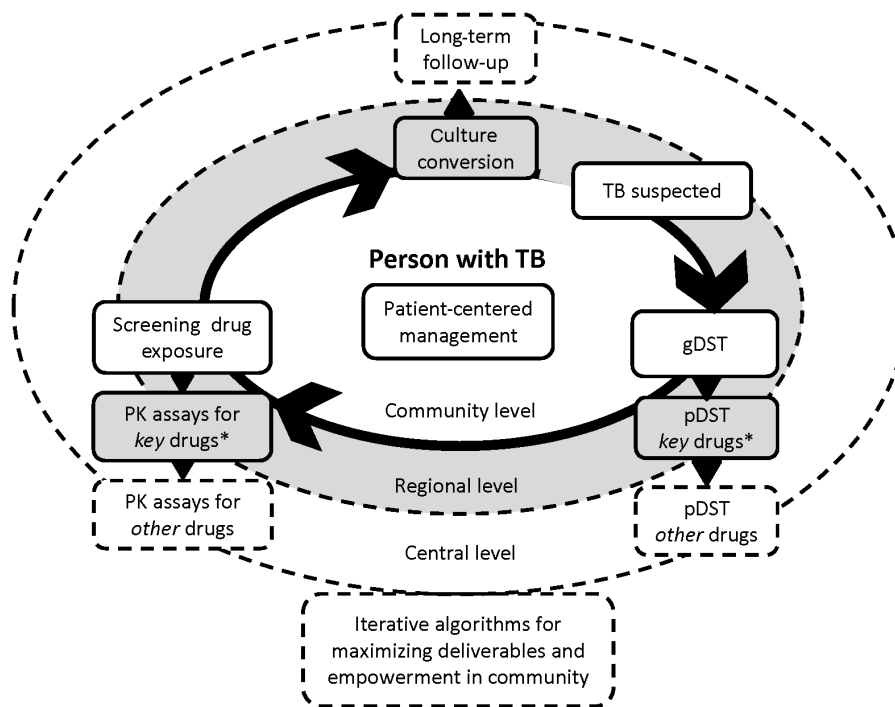 Long-term
follow-up
Culture
conversion
TB suspected
Person with TB
Patient-centered
management
Screening drug
exposure
gDST
PK assays for
key drugs*
Community level
pDST
key drugs*
Regional level
PK assays for
other drugs
pDST
other drugs
Central level
Iterative algorithms for
maximizing deliverables and
empowerment in community